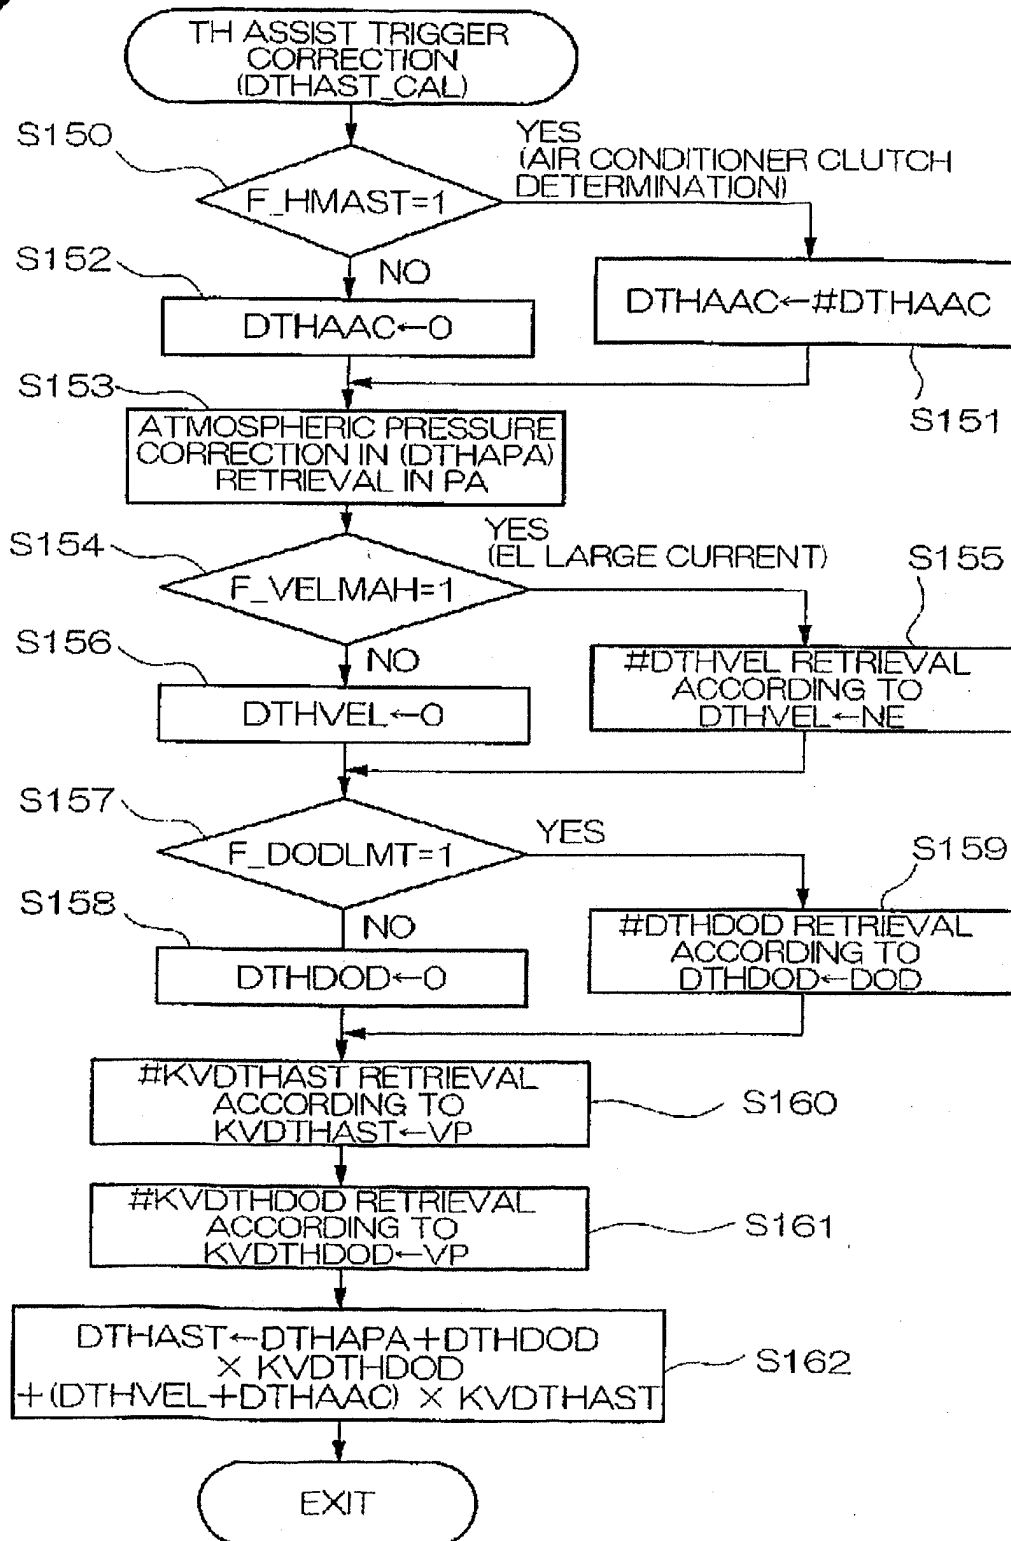 TH ASSIST TRIGGER
CORRECTION
(DTHAST_CAL)
S150
YES
(AIR CONDITIONER CLUTCH
DETERMINATION)
F_HMAST=1
S152
NO
DTHAAC←0
DTHAAC←#DTHAAC
S151
S153
ATMOSPHERIC PRESSURE
CORRECTION IN (DTHAPA)
RETRIEVAL IN PA
S154
YES
(EL LARGE CURRENT)
S155
F_VELMAH=1
S156
NO
DTHVEL←0
#DTHVEL RETRIEVAL
ACCORDING TO
DTHVEL←NE
S157
F_DODLMT=1
YES
S159
S158
NO
DTHDOD←0
#DTHDOD RETRIEVAL
ACCORDING TO
DTHDOD←DOD
#KVDTHAST RETRIEVAL
ACCORDING TO
KVDTHAST←VP
S160
#KVDTHDOD RETRIEVAL
ACCORDING TO
KVDTHDOD←VP
S161
DTHAST←DTHAPA+DTHDOD
× KVDTHDOD
+(DTHVEL+DTHAAC) × KVDTHAST
S162
EXIT